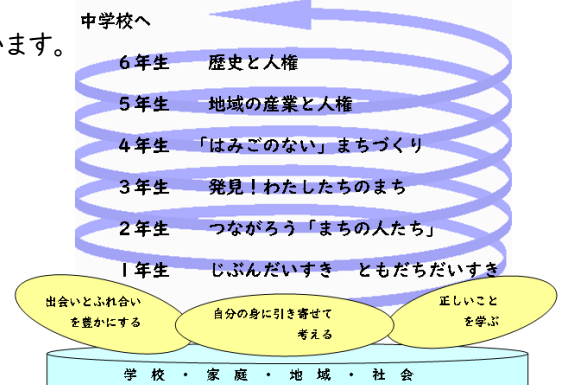 中学校へ
います。
6年生 歴史と人権
5年生 地域の産業と人権
4年生 「はみごのない」まちづくり
3年生 発見！わたしたちのまち
2年生 つながろう「まちの人たち」
1年生 じぶんだいすき ともだちだいすき
出会いとふれ合い
を豊かにする
自分の身に引き寄せて
考える
正しいこと
を学ぶ
学校・家庭・地域・社会